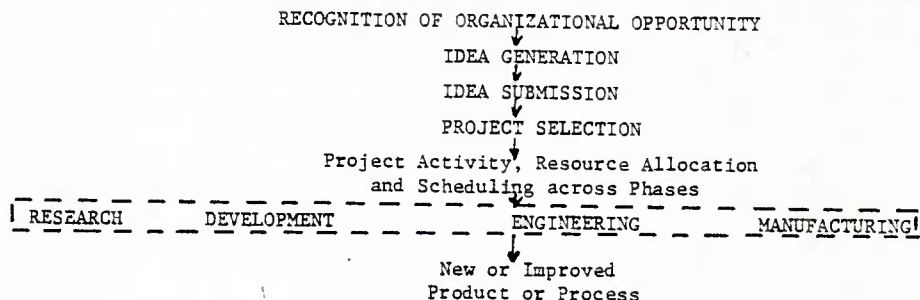 RECOGNITION OF ORGANIZATIONAL OPPORTUNITY
IDEA GENERATION
IDEA SUBMISSION
PROJECT SELECTION
Project Activity, Resource Allocation
and Scheduling across Phases
RESEARCH DEVELOPMENT ENGINEERING MANUFACTURING
New or Improved
Product or Process